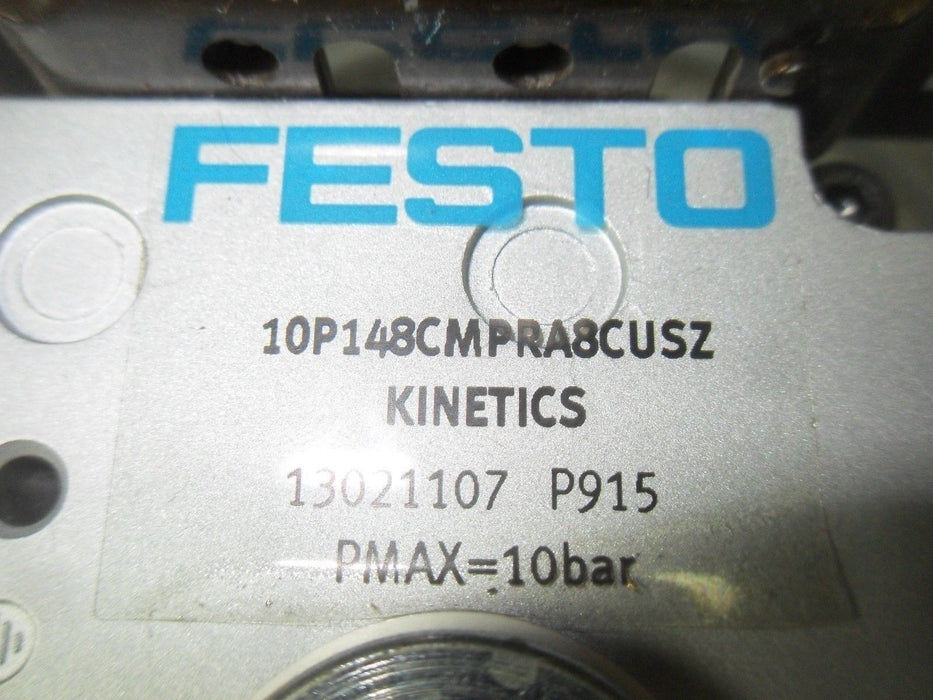 FESTO
10P148CMPRA8CUSZ
KINETICS
13021107 P915
PMAX=10bar